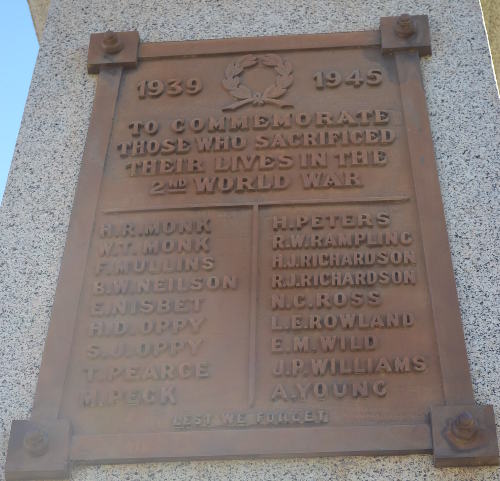 1939 1945
TO COMMEMORATE
THOSE WHO SACRIFICED
THEIR LIVES IN THE
2ND WORLD WAR
H.R. MONK
W.T. MONK
F. MULLINS
B.W. NEILSON
E. NISBET
H.D. OPPY
S.J. OPPY
T. PEARCE
M. PECK
H. PETERS
R.W. RAMPLING
H.J. RICHARDSON
R.J. RICHARDSON
N.C. ROSS
L.E. ROWLAND
E.M. WILD
J.P. WILLIAMS
A. YOUNG
LEST WE FORGET.